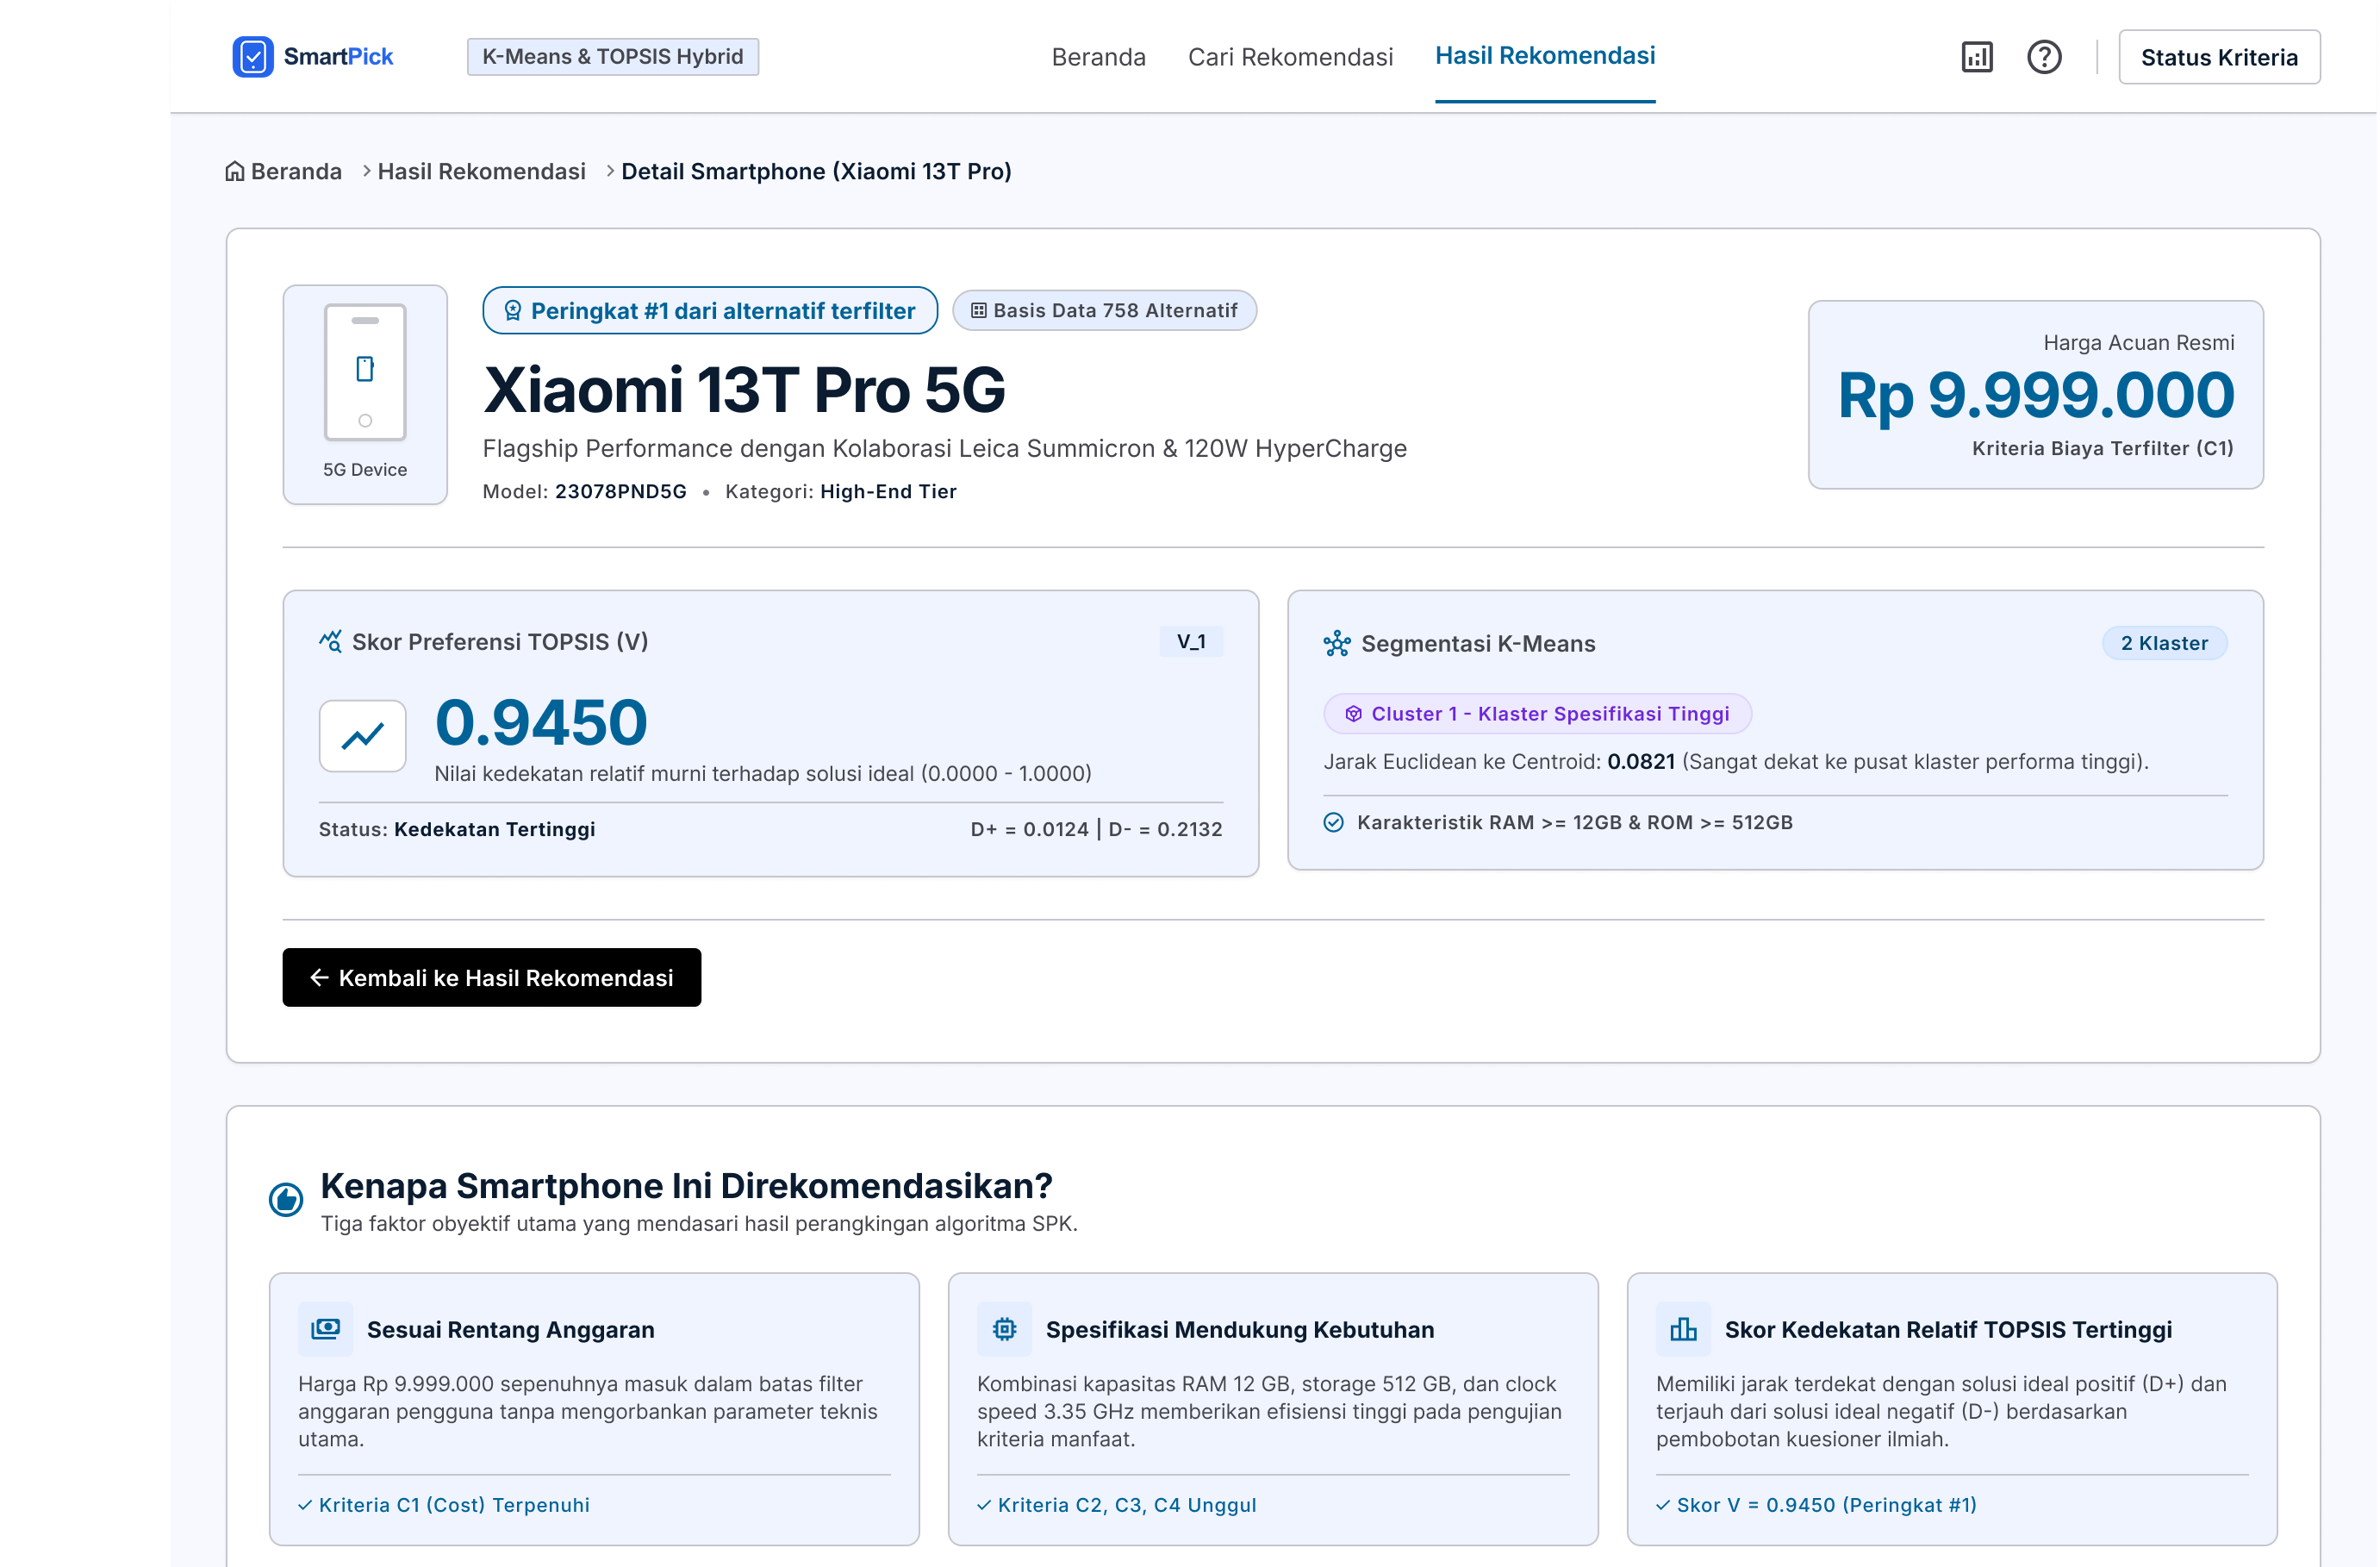 SmartPick
K-Means & TOPSIS Hybrid
Beranda
Cari Rekomendasi
Hasil Rekomendasi
Status Kriteria
Beranda > Hasil Rekomendasi > Detail Smartphone (Xiaomi 13T Pro)
5G Device
Peringkat #1 dari alternatif terfilter
Basis Data 758 Alternatif
Xiaomi 13T Pro 5G
Flagship Performance dengan Kolaborasi Leica Summicron & 120W HyperCharge
Model: 23078PND5G • Kategori: High-End Tier
Harga Acuan Resmi
Rp 9.999.000
Kriteria Biaya Terfilter (C1)
Skor Preferensi TOPSIS (V)
V_1
0.9450
Nilai kedekatan relatif murni terhadap solusi ideal (0.0000 - 1.0000)
Status: Kedekatan Tertinggi
D+ = 0.0124 | D- = 0.2132
Segmentasi K-Means
2 Klaster
Cluster 1 - Klaster Spesifikasi Tinggi
Jarak Euclidean ke Centroid: 0.0821 (Sangat dekat ke pusat klaster performa tinggi).
Karakteristik RAM >= 12GB & ROM >= 512GB
← Kembali ke Hasil Rekomendasi
Kenapa Smartphone Ini Direkomendasikan?
Tiga faktor obyektif utama yang mendasari hasil perangkingan algoritma SPK.
Sesuai Rentang Anggaran
Harga Rp 9.999.000 sepenuhnya masuk dalam batas filter
anggaran pengguna tanpa mengorbankan parameter teknis
utama.
✓ Kriteria C1 (Cost) Terpenuhi
Spesifikasi Mendukung Kebutuhan
Kombinasi kapasitas RAM 12 GB, storage 512 GB, dan clock
speed 3.35 GHz memberikan efisiensi tinggi pada pengujian
kriteria manfaat.
✓ Kriteria C2, C3, C4 Unggul
Skor Kedekatan Relatif TOPSIS Tertinggi
Memiliki jarak terdekat dengan solusi ideal positif (D+) dan
terjauh dari solusi ideal negatif (D-) berdasarkan
pembobotan kuesioner ilmiah.
✓ Skor V = 0.9450 (Peringkat #1)